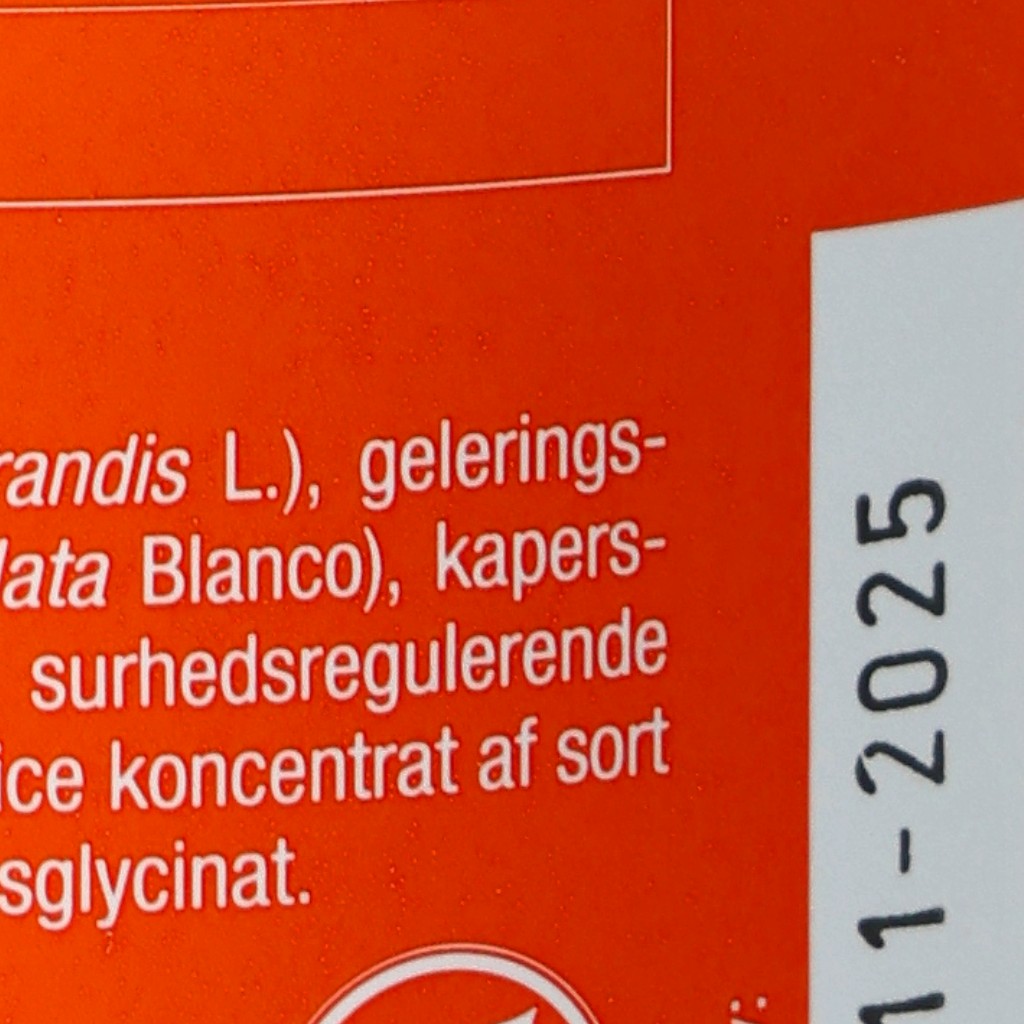 randis L.), gelerings-
lata Blanco), kapers-
surhedsregulerende
ice koncentrat af sort
sglycinat.
11-2025